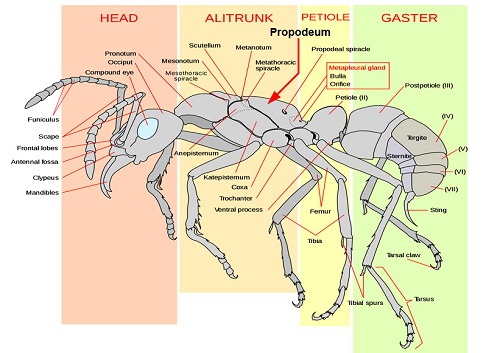 HEAD
ALITRUNK
PETIOLE
GASTER
Scutellum
Metanotum
Propodeum
Pronotum
Mesonotum
Metathoracic
spiracle
Propodeal spiracle
Occiput
Compound eye
Mesothoracic
spiracle
Metapleural gland
Bulla
Orifice
Petiole (II)
Postpetiole (III)
Funiculus
Scape
Frontal lobes
Antennal fossa
Clypeus
Mandibles
Anepisternum
Katepisternum
Coxa
Trochanter
Ventral process
Femur
Tibia
Tibial spurs
Tergite
Sternite
(IV)
(V)
(VI)
(VII)
Sting
Tarsal claw
Tarsus